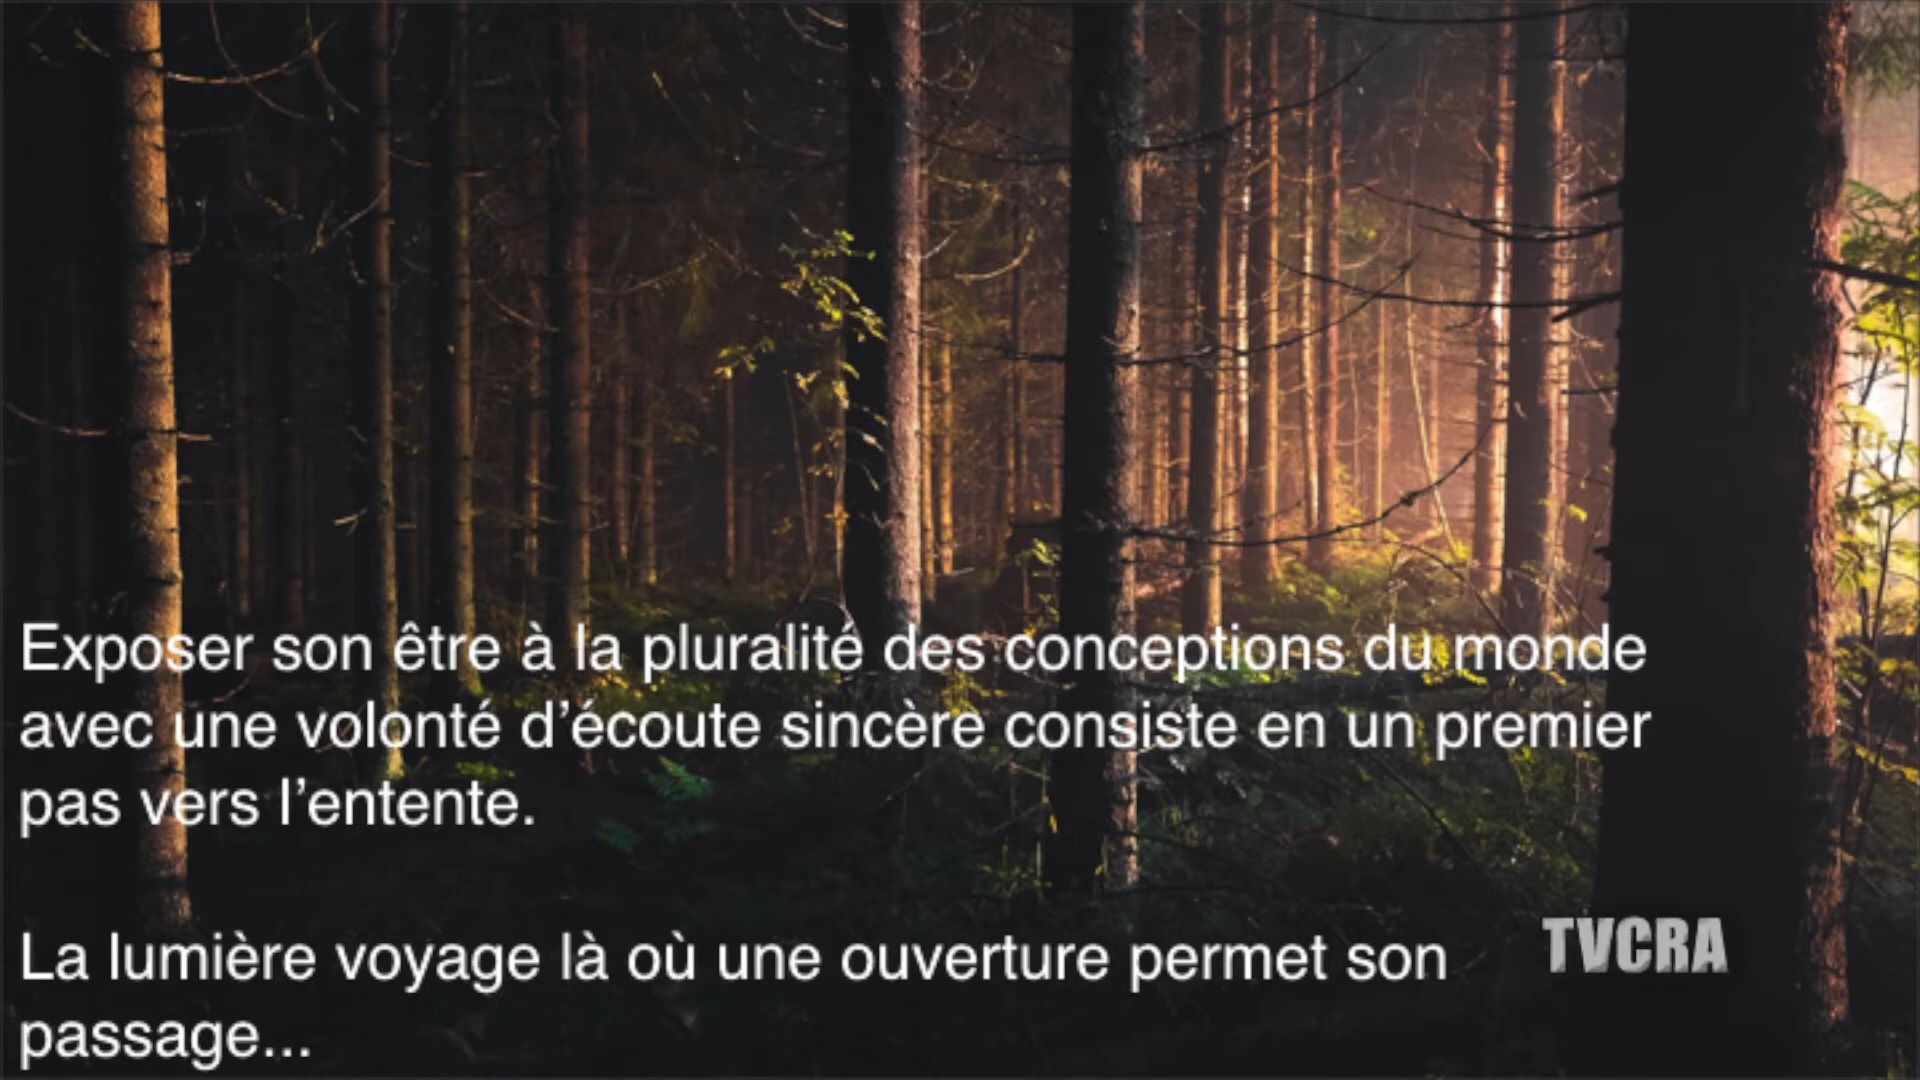 Exposer son être à la pluralité des conceptions du monde
avec une volonté d’écoute sincère consiste en un premier
pas vers l’entente.
La lumière voyage là où une ouverture permet son
passage...
TVCRA